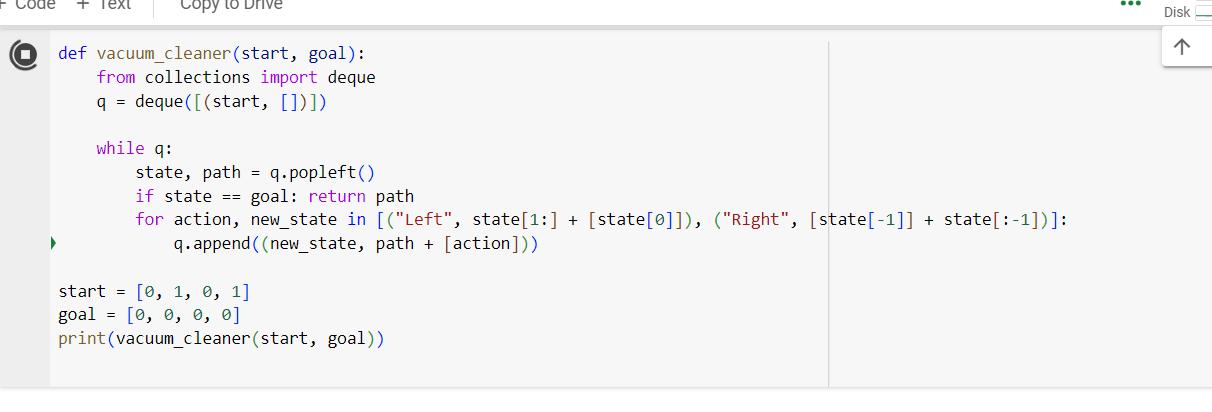 + Code + Text Copy to Drive
Disk
def vacuum_cleaner(start, goal):
    from collections import deque
    q = deque([(start, [])])
    while q:
        state, path = q.popleft()
        if state == goal: return path
        for action, new_state in [("Left", state[1:] + [state[0]]), ("Right", [state[-1]] + state[:-1])]:
            q.append((new_state, path + [action]))
start = [0, 1, 0, 1]
goal = [0, 0, 0, 0]
print(vacuum_cleaner(start, goal))